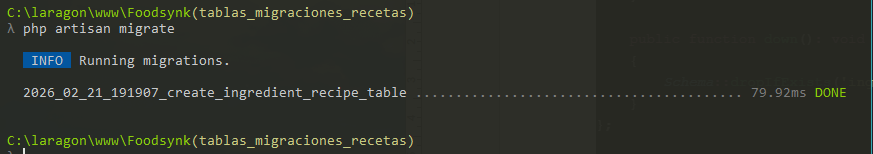 C:\laragon\www\Foodsynk(tablas_migraciones_recetas)
λ php artisan migrate
INFO Running migrations.
2026_02_21_191907_create_ingredient_recipe_table ......................................... 79.92ms DONE
C:\laragon\www\Foodsynk(tablas_migraciones_recetas)